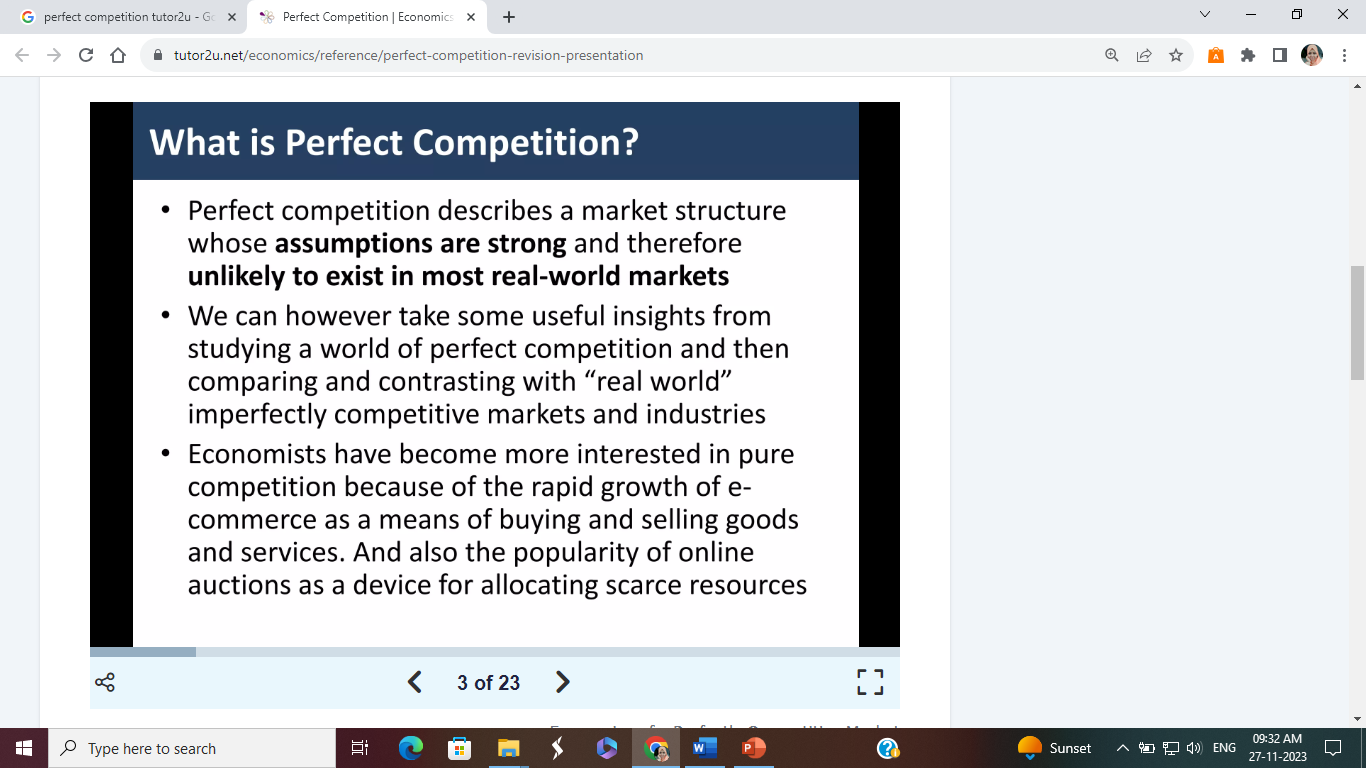 perfect competition tutor2u - Go
Perfect Competition | Economics
tutor2u.net/economics/reference/perfect-competition-revision-presentation
What is Perfect Competition?
• Perfect competition describes a market structure
whose assumptions are strong and therefore
unlikely to exist in most real-world markets
• We can however take some useful insights from
studying a world of perfect competition and then
comparing and contrasting with “real world”
imperfectly competitive markets and industries
• Economists have become more interested in pure
competition because of the rapid growth of e-
commerce as a means of buying and selling goods
and services. And also the popularity of online
auctions as a device for allocating scarce resources
3 of 23
Type here to search
Sunset
ENG
09:32 AM
27-11-2023